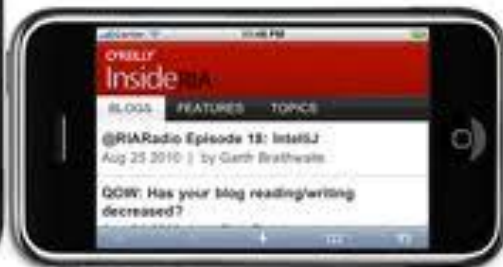 O'REILLY
InsideRIA
BLOGS FEATURES TOPICS
@RIARadio Episode 18: IntelliJ
Aug 25 2010 | by Garth Braithwaite
QOW: Has your blog reading/writing
decreased?